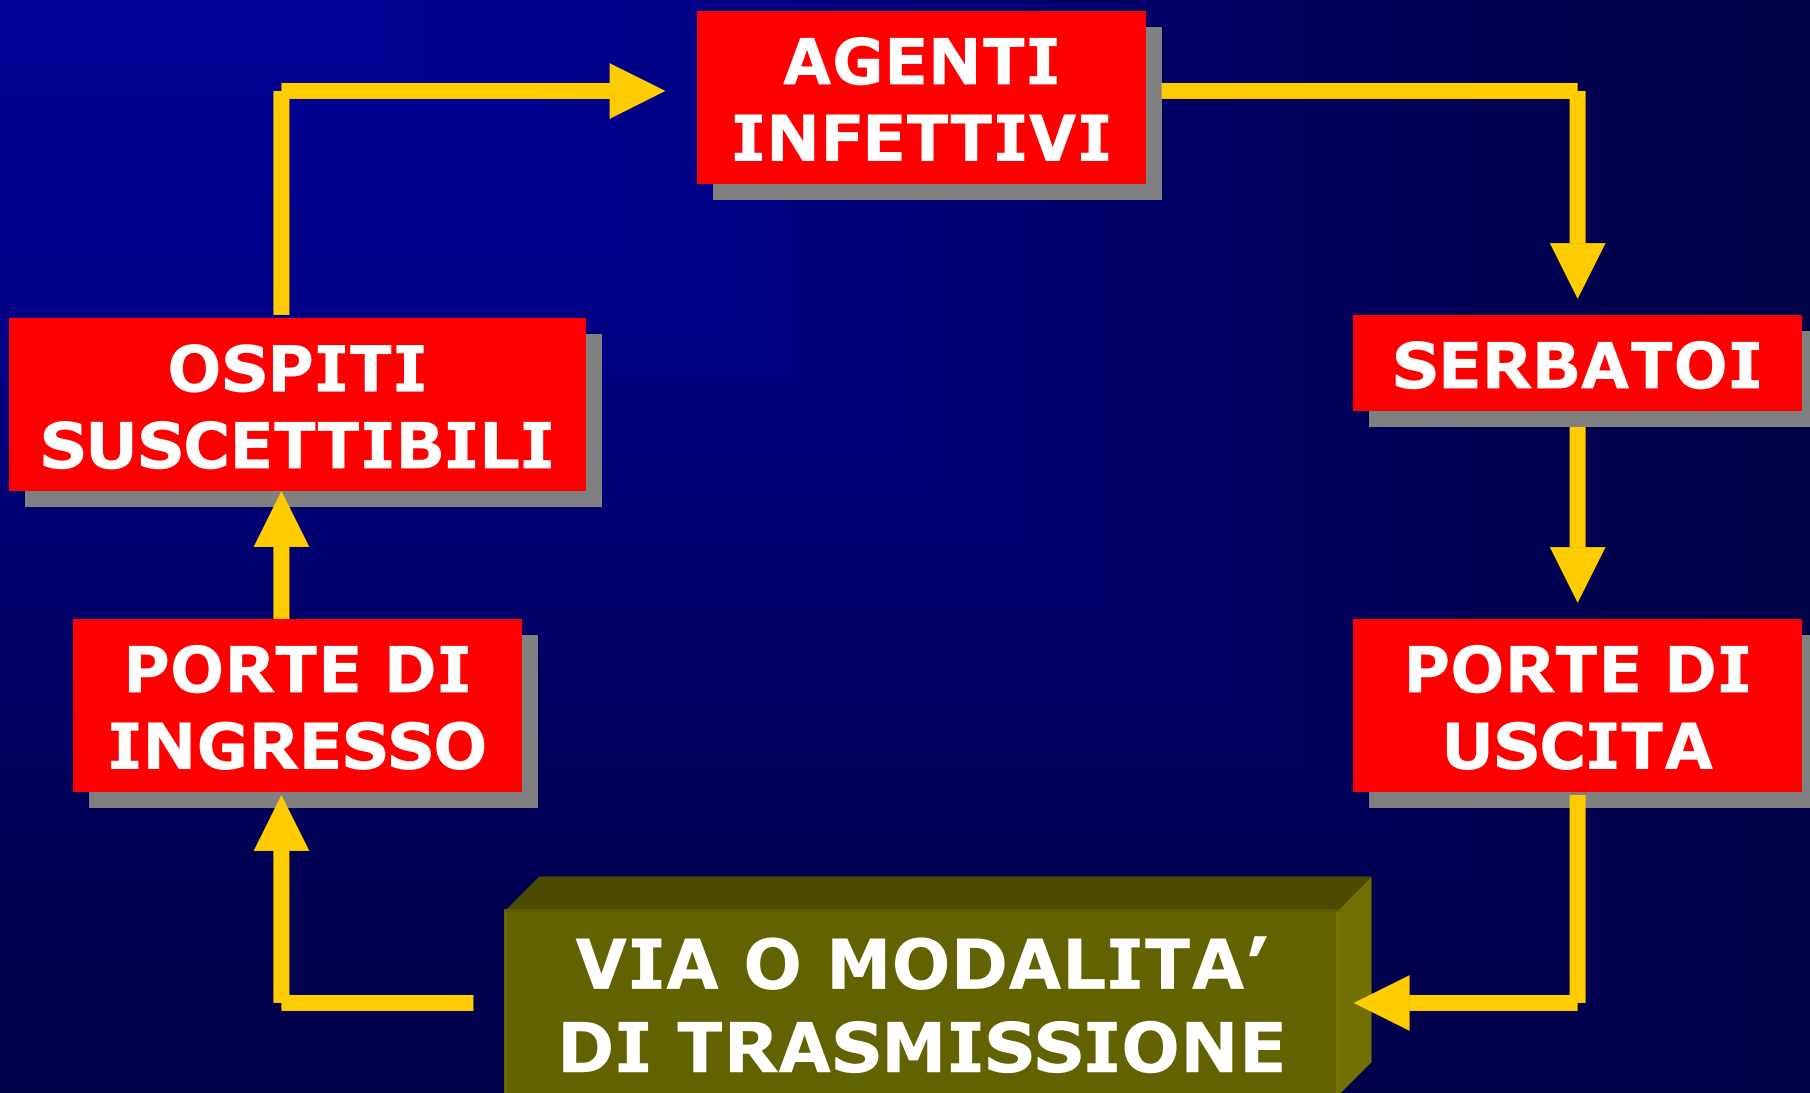 AGENTI
INFETTIVI
OSPITI
SUSCETTIBILI
SERBATOI
PORTE DI
INGRESSO
PORTE DI
USCITA
VIA O MODALITA’
DI TRASMISSIONE